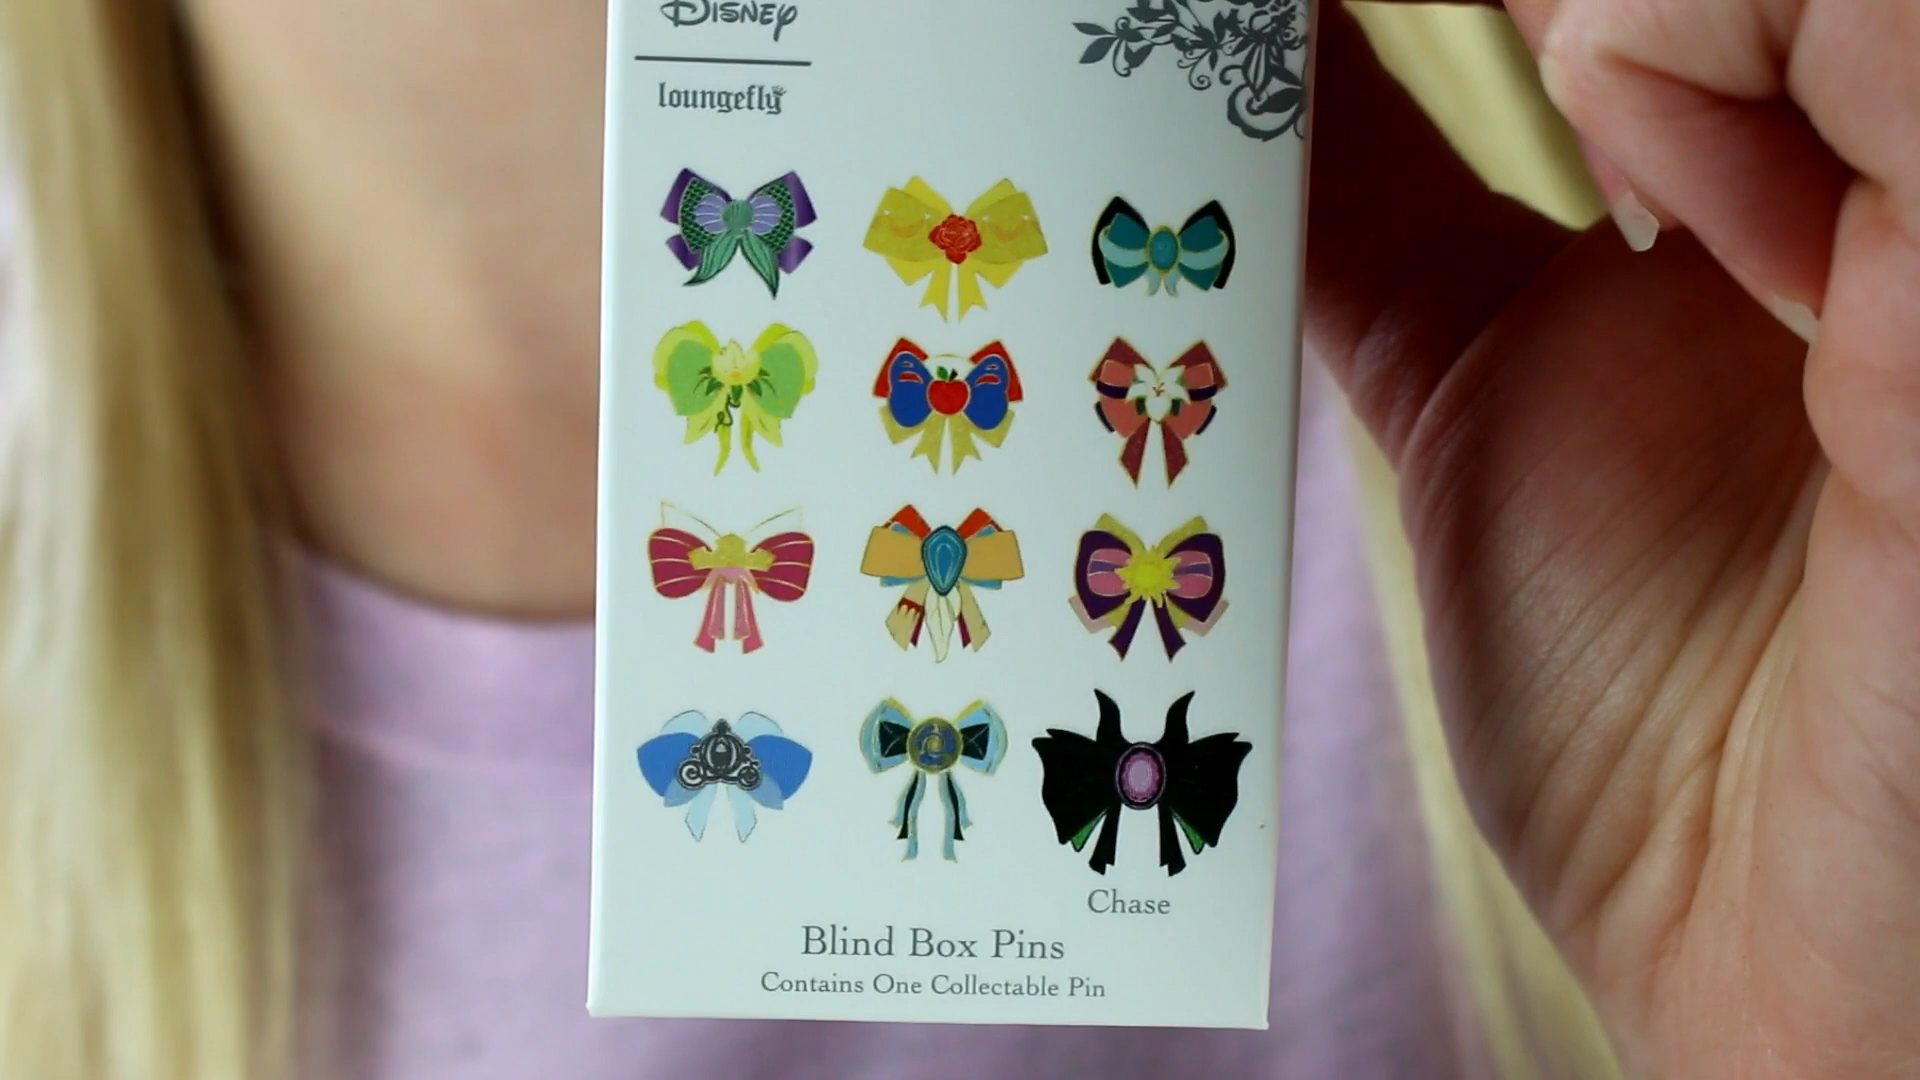 Disney
loungefly
Chase
Blind Box Pins
Contains One Collectable Pin